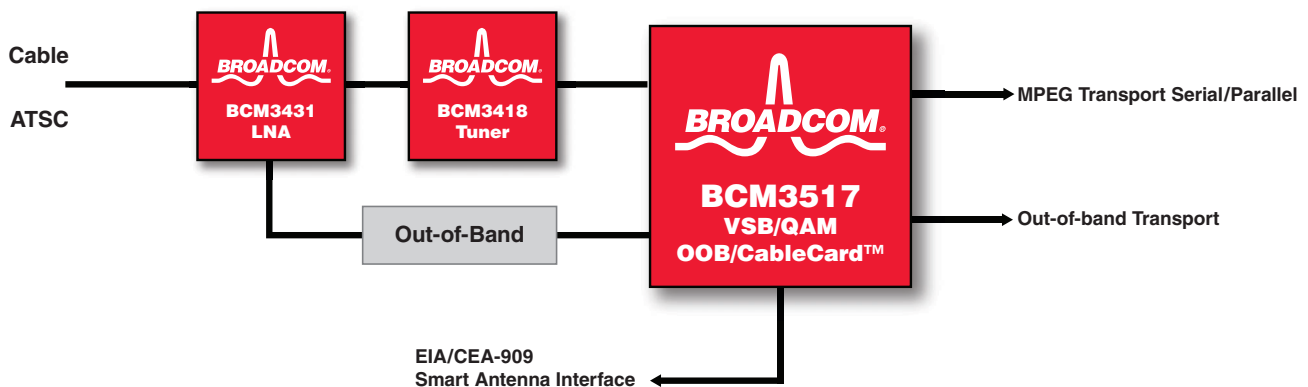 Cable
ATSC
BROADCOM®
BCM3431
LNA
BROADCOM®
BCM3418
Tuner
BROADCOM®
BCM3517
VSB/QAM
OOB/CableCard™
Out-of-Band
MPEG Transport Serial/Parallel
Out-of-band Transport
EIA/CEA-909
Smart Antenna Interface